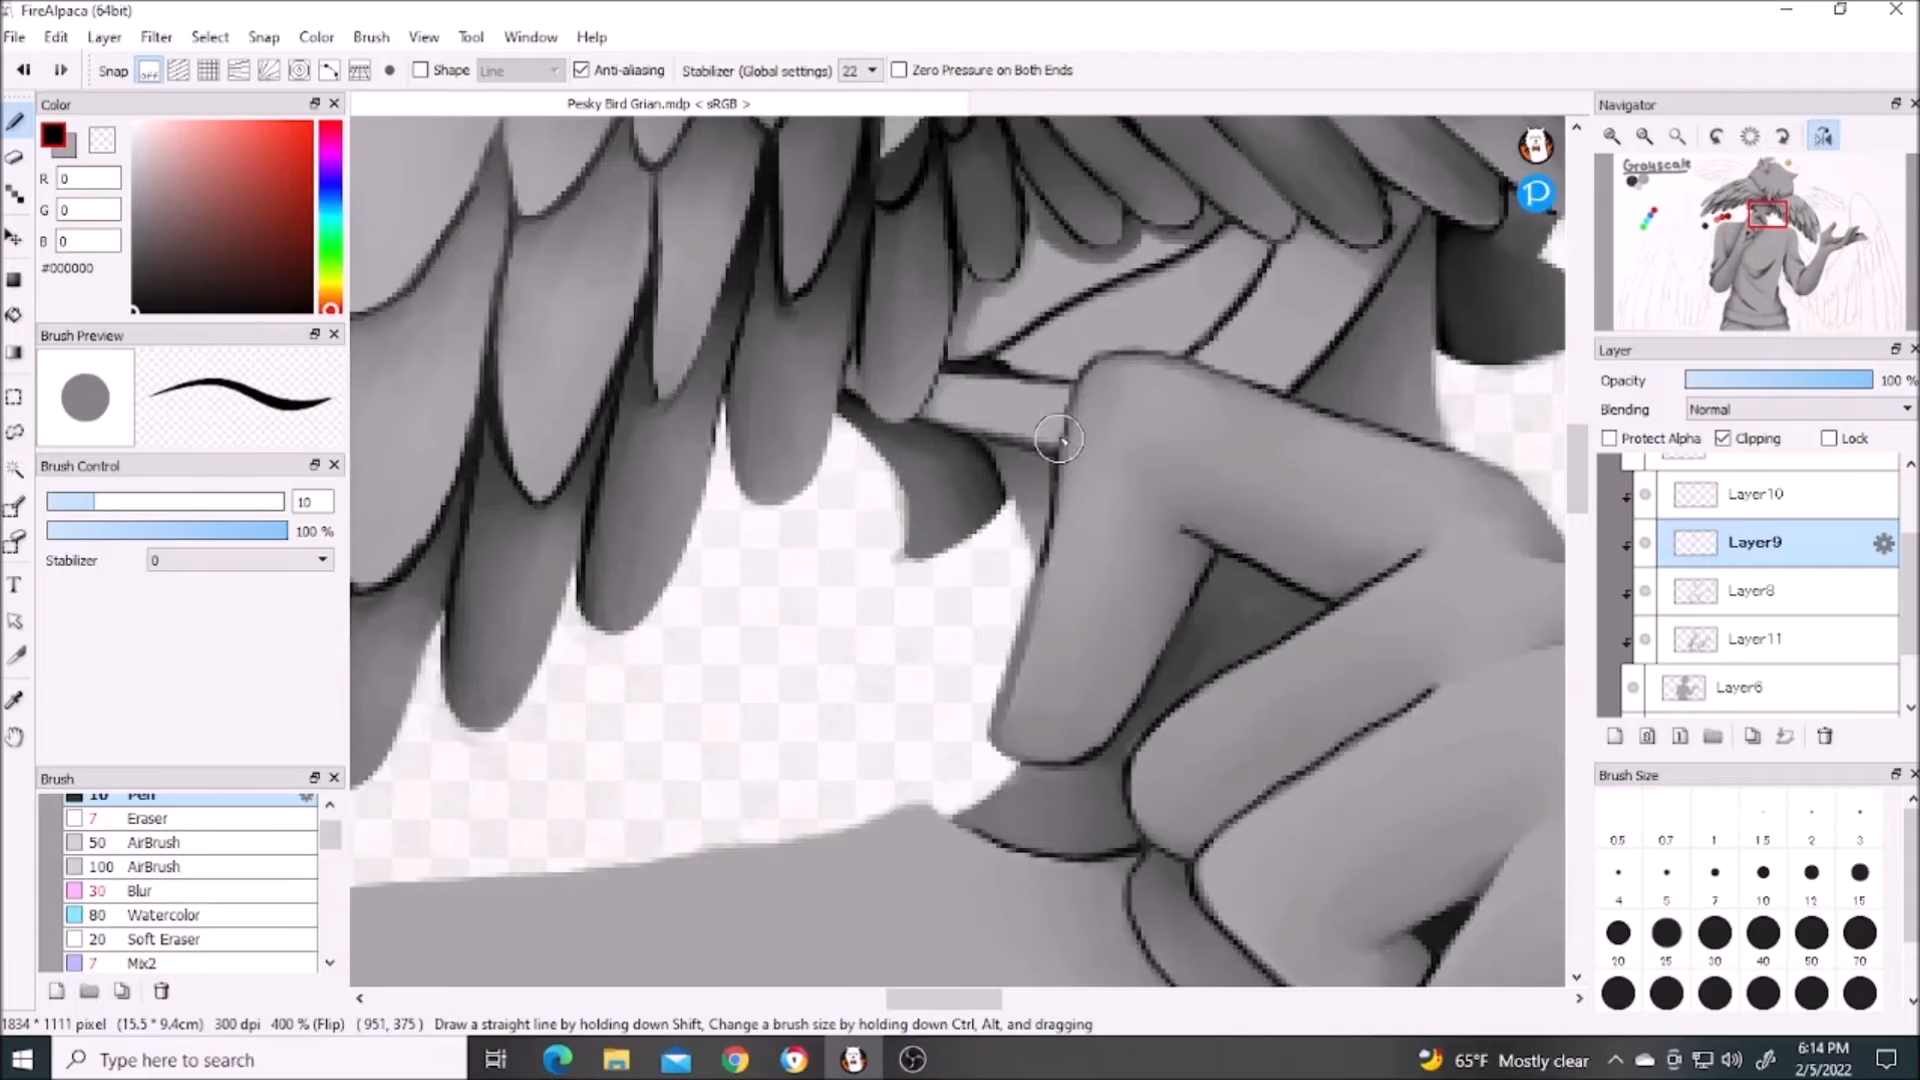 FireAlpaca (64bit)
File Edit Layer Filter Select Snap Color Brush View Tool Window Help
Snap OFF Shape Line Anti-aliasing Stabilizer (Global settings) 22 Zero Pressure on Both Ends
Color
Pesky Bird Grian.mdp < sRGB >
Navigator
R 0
G 0
B 0
#000000
Grayscale
Brush Preview
Layer
Opacity 100 %
Blending Normal
Protect Alpha Clipping Lock
Brush Control
10
100 %
Stabilizer 0
Layer10
Layer9
Layer8
Layer11
Layer6
T
Brush
10 Pen
7 Eraser
50 AirBrush
100 AirBrush
30 Blur
80 Watercolor
20 Soft Eraser
7 Mix2
Brush Size
0.5 0.7 1 1.5 2 3
4 5 7 10 12 15
20 25 30 40 50 70
1834 * 1111 pixel (15.5 * 9.4cm) 300 dpi 400 % (Flip) ( 951, 375 ) Draw a straight line by holding down Shift, Change a brush size by holding down Ctrl, Alt, and dragging
Type here to search
65°F Mostly clear
6:14 PM
2/5/2022